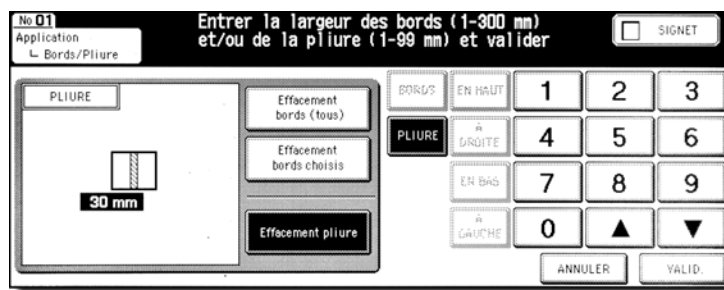 No 01
Application
Bords/Pliure
Entrer la largeur des bords (1-300 mm)
et/ou de la pliure (1-99 mm) et valider
SIGNET
PLIURE
30 mm
Effacement
bords (tous)
Effacement
bords choisis
Effacement pliure
BORDS
EN HAUT
PLIURE
À
DROITE
EN BAS
À
GAUCHE
1 2 3
4 5 6
7 8 9
0 ▲ ▼
ANNULER
VALID.